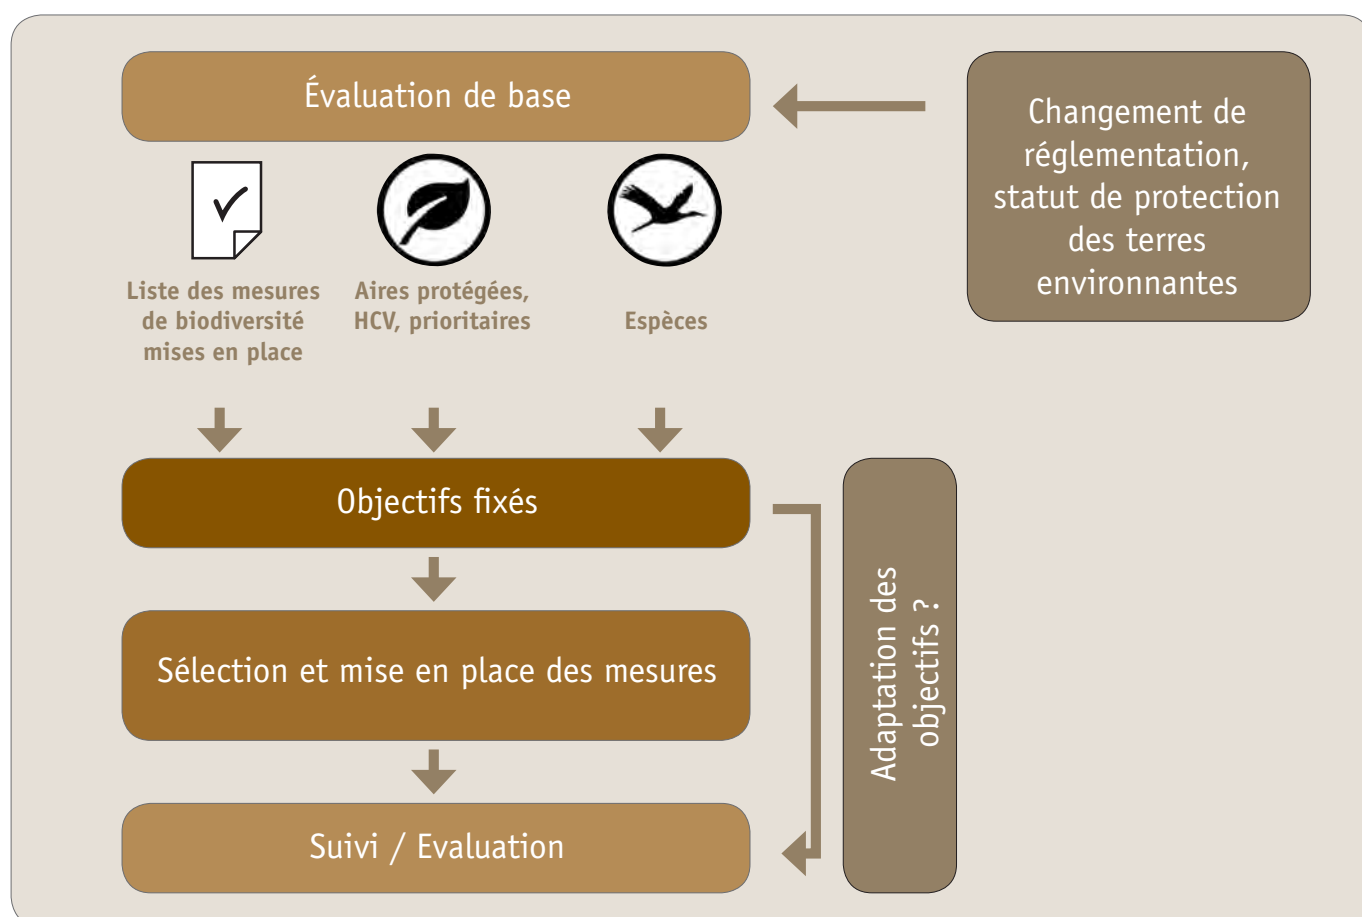 Évaluation de base
Changement de
réglementation,
statut de protection
des terres
environnantes
Liste des mesures
de biodiversité
mises en place
Aires protégées,
HCV, prioritaires
Espèces
Objectifs fixés
Sélection et mise en place des mesures
Suivi / Evaluation
Adaptation des
objectifs ?